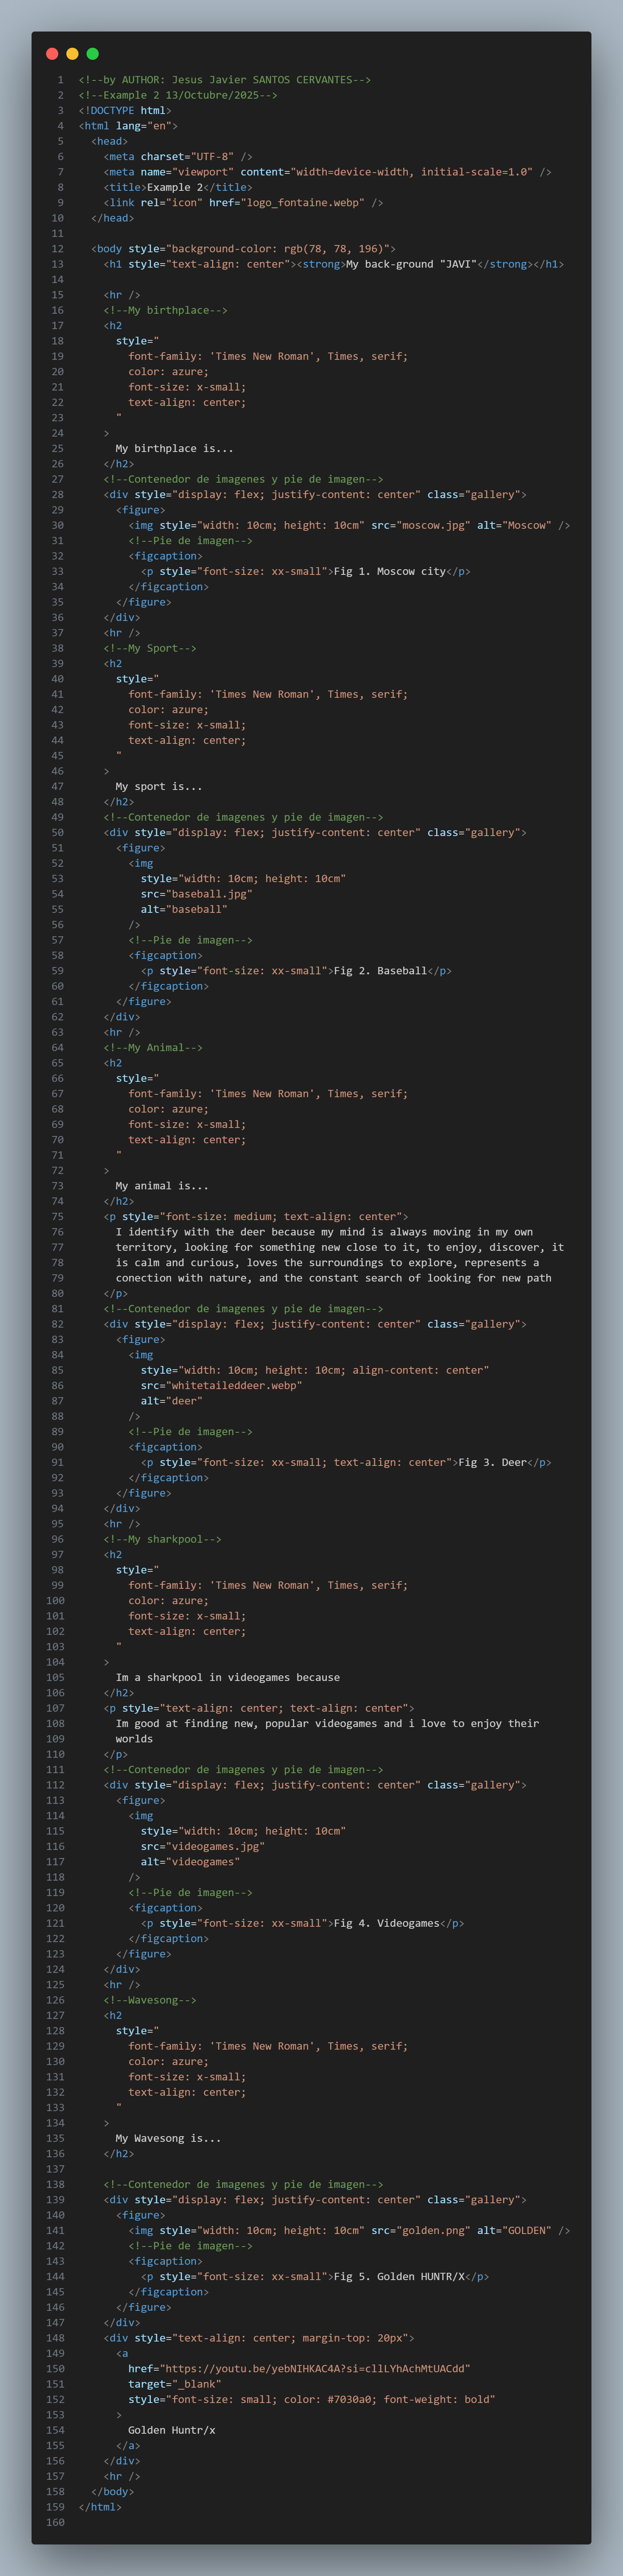 1 <!--by AUTHOR: Jesus Javier SANTOS CERVANTES-->
2 <!--Example 2 13/Octubre/2025-->
3 <!DOCTYPE html>
4 <html lang="en">
5   <head>
6     <meta charset="UTF-8" />
7     <meta name="viewport" content="width=device-width, initial-scale=1.0" />
8     <title>Example 2</title>
9     <link rel="icon" href="logo_fontaine.webp" />
10   </head>
11
12   <body style="background-color: rgb(78, 78, 196)">
13     <h1 style="text-align: center"><strong>My back-ground "JAVI"</strong></h1>
14
15     <hr />
16     <!--My birthplace-->
17     <h2
18       style="
19         font-family: 'Times New Roman', Times, serif;
20         color: azure;
21         font-size: x-small;
22         text-align: center;
23       "
24     >
25       My birthplace is...
26     </h2>
27     <!--Contenedor de imagenes y pie de imagen-->
28     <div style="display: flex; justify-content: center" class="gallery">
29       <figure>
30         <img style="width: 10cm; height: 10cm" src="moscow.jpg" alt="Moscow" />
31         <!--Pie de imagen-->
32         <figcaption>
33           <p style="font-size: xx-small">Fig 1. Moscow city</p>
34         </figcaption>
35       </figure>
36     </div>
37     <hr />
38     <!--My Sport-->
39     <h2
40       style="
41         font-family: 'Times New Roman', Times, serif;
42         color: azure;
43         font-size: x-small;
44         text-align: center;
45       "
46     >
47       My sport is...
48     </h2>
49     <!--Contenedor de imagenes y pie de imagen-->
50     <div style="display: flex; justify-content: center" class="gallery">
51       <figure>
52         <img
53           style="width: 10cm; height: 10cm"
54           src="baseball.jpg"
55           alt="baseball"
56         />
57         <!--Pie de imagen-->
58         <figcaption>
59           <p style="font-size: xx-small">Fig 2. Baseball</p>
60         </figcaption>
61       </figure>
62     </div>
63     <hr />
64     <!--My Animal-->
65     <h2
66       style="
67         font-family: 'Times New Roman', Times, serif;
68         color: azure;
69         font-size: x-small;
70         text-align: center;
71       "
72     >
73       My animal is...
74     </h2>
75     <p style="font-size: medium; text-align: center">
76       I identify with the deer because my mind is always moving in my own
77       territory, looking for something new close to it, to enjoy, discover, it
78       is calm and curious, loves the surroundings to explore, represents a
79       conection with nature, and the constant search of looking for new path
80     </p>
81     <!--Contenedor de imagenes y pie de imagen-->
82     <div style="display: flex; justify-content: center" class="gallery">
83       <figure>
84         <img
85           style="width: 10cm; height: 10cm; align-content: center"
86           src="whitetaileddeer.webp"
87           alt="deer"
88         />
89         <!--Pie de imagen-->
90         <figcaption>
91           <p style="font-size: xx-small; text-align: center">Fig 3. Deer</p>
92         </figcaption>
93       </figure>
94     </div>
95     <hr />
96     <!--My sharkpool-->
97     <h2
98       style="
99         font-family: 'Times New Roman', Times, serif;
100         color: azure;
101         font-size: x-small;
102         text-align: center;
103       "
104     >
105       Im a sharkpool in videogames because
106     </h2>
107     <p style="text-align: center; text-align: center">
108       Im good at finding new, popular videogames and i love to enjoy their
109       worlds
110     </p>
111     <!--Contenedor de imagenes y pie de imagen-->
112     <div style="display: flex; justify-content: center" class="gallery">
113       <figure>
114         <img
115           style="width: 10cm; height: 10cm"
116           src="videogames.jpg"
117           alt="videogames"
118         />
119         <!--Pie de imagen-->
120         <figcaption>
121           <p style="font-size: xx-small">Fig 4. Videogames</p>
122         </figcaption>
123       </figure>
124     </div>
125     <hr />
126     <!--Wavesong-->
127     <h2
128       style="
129         font-family: 'Times New Roman', Times, serif;
130         color: azure;
131         font-size: x-small;
132         text-align: center;
133       "
134     >
135       My Wavesong is...
136     </h2>
137
138     <!--Contenedor de imagenes y pie de imagen-->
139     <div style="display: flex; justify-content: center" class="gallery">
140       <figure>
141         <img style="width: 10cm; height: 10cm" src="golden.png" alt="GOLDEN" />
142         <!--Pie de imagen-->
143         <figcaption>
144           <p style="font-size: xx-small">Fig 5. Golden HUNTR/X</p>
145         </figcaption>
146       </figure>
147     </div>
148     <div style="text-align: center; margin-top: 20px">
149       <a
150         href="https://youtu.be/yebNIHKAC4A?si=cllLYhAchMtUACdd"
151         target="_blank"
152         style="font-size: small; color: #7030a0; font-weight: bold"
153       >
154         Golden Huntr/x
155       </a>
156     </div>
157     <hr />
158   </body>
159 </html>
160